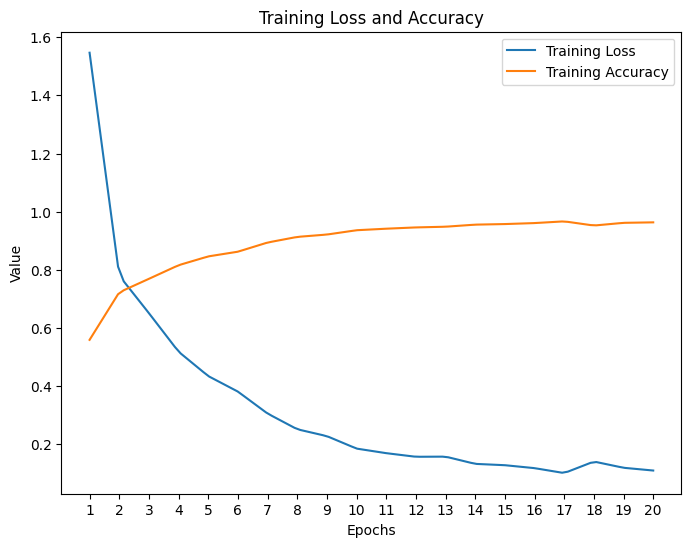 Training Loss and Accuracy
Training Loss
Training Accuracy
Value
1.6
1.4
1.2
1.0
0.8
0.6
0.4
0.2
1 2 3 4 5 6 7 8 9 10 11 12 13 14 15 16 17 18 19 20
Epochs